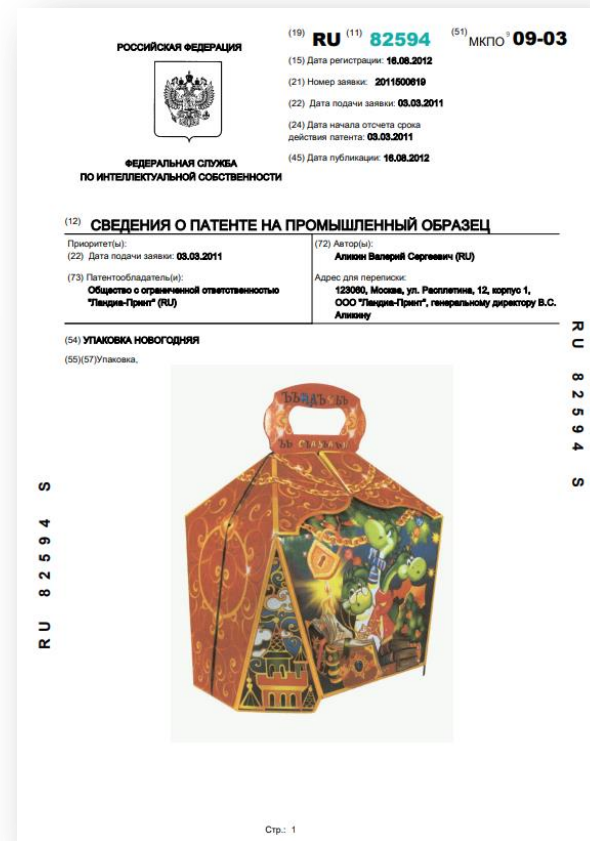 РОССИЙСКАЯ ФЕДЕРАЦИЯ
ФЕДЕРАЛЬНАЯ СЛУЖБА
ПО ИНТЕЛЛЕКТУАЛЬНОЙ СОБСТВЕННОСТИ
(19) RU (11) 82594 (51) МКПО 9 09-03
(15) Дата регистрации: 16.08.2012
(21) Номер заявки: 2011500619
(22) Дата подачи заявки: 03.03.2011
(24) Дата начала отсчета срока
действия патента: 03.03.2011
(45) Дата публикации: 16.08.2012
(12) СВЕДЕНИЯ О ПАТЕНТЕ НА ПРОМЫШЛЕННЫЙ ОБРАЗЕЦ
Приоритет(ы):
(22) Дата подачи заявки: 03.03.2011
(73) Патентообладатель(и):
Общество с ограниченной ответственностью
"Ландиа-Принт" (RU)
(72) Автор(ы):
Аликин Валерий Сергеевич (RU)
Адрес для переписки:
123060, Москва, ул. Расплетина, 12, корпус 1,
ООО "Ландиа-Принт", генеральному директору В.С.
Аликину
(54) УПАКОВКА НОВОГОДНЯЯ
(55)(57)Упаковка,
RU 82594 S
RU 82594 S
Стр.: 1